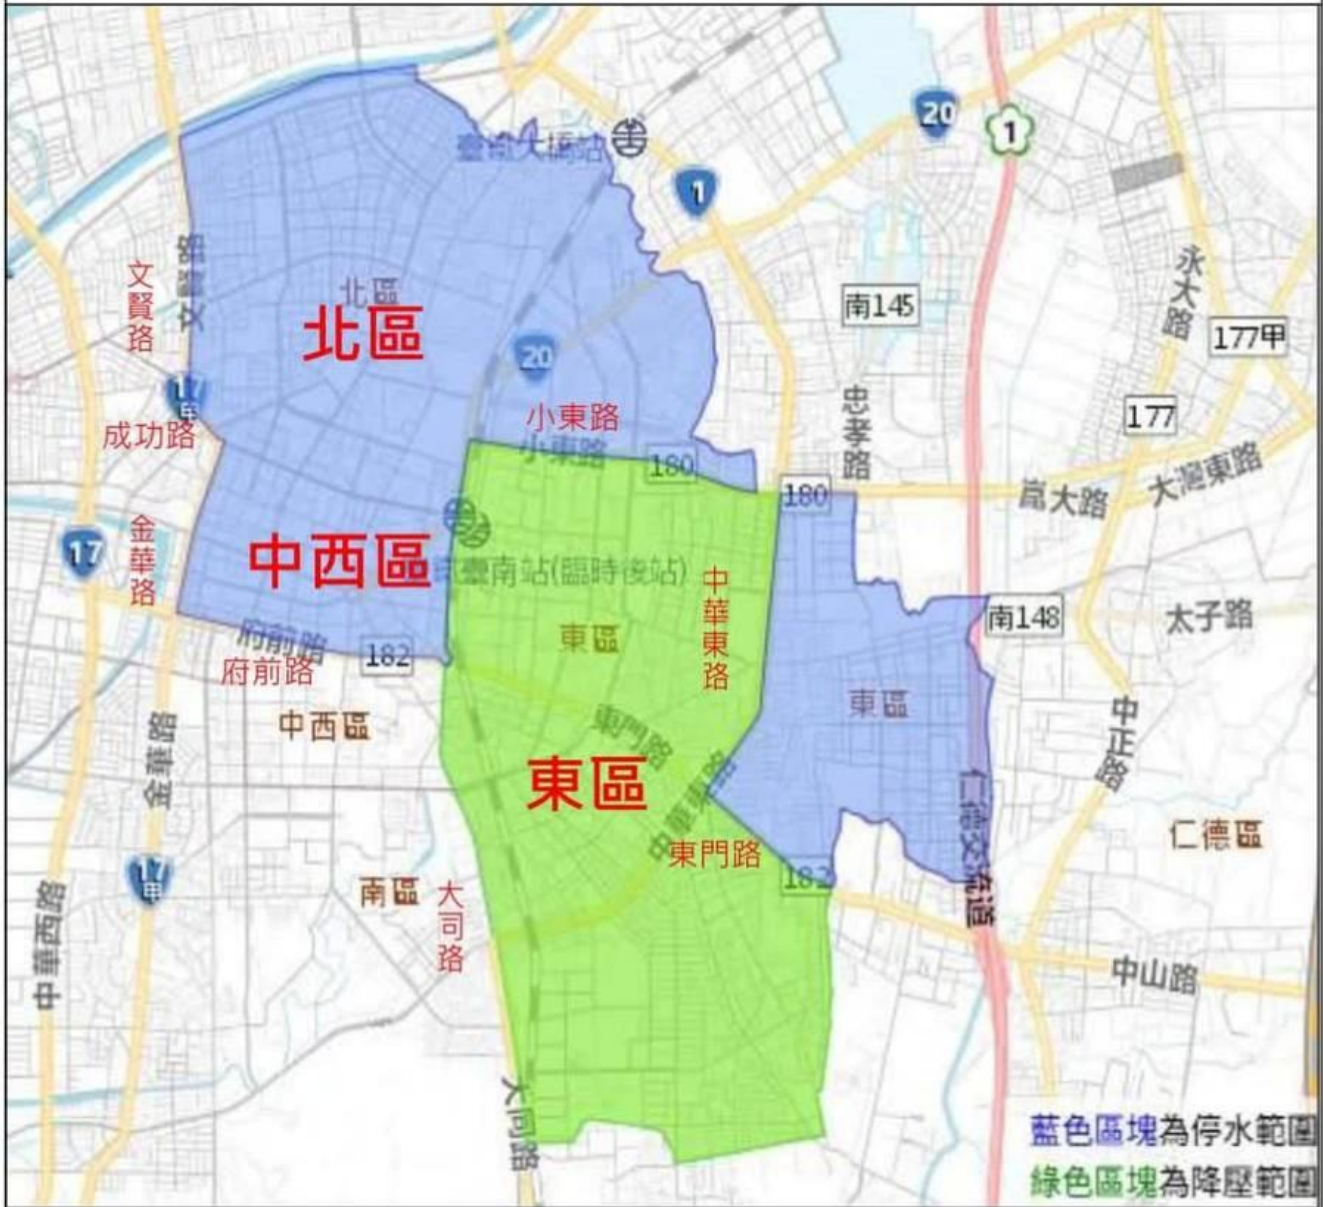 20
1
臺南大橋站
1
文賢路
文賢路
北區
北區
南145
永大路
177甲
20
忠孝路
177
17甲
成功路
小東路
小東路
180
180
崑大路
大灣東路
17
金華路
中西區
臺南站(臨時後站)
中華東路
南148
太子路
東區
府前路
府前路
182
中西區
東區
東門路
中華東路
中正路
金華路
東區
仁德交流道
仁德區
東門路
182
17甲
南區
大司路
中華西路
中山路
大同路
藍色區塊為停水範圍
綠色區塊為降壓範圍